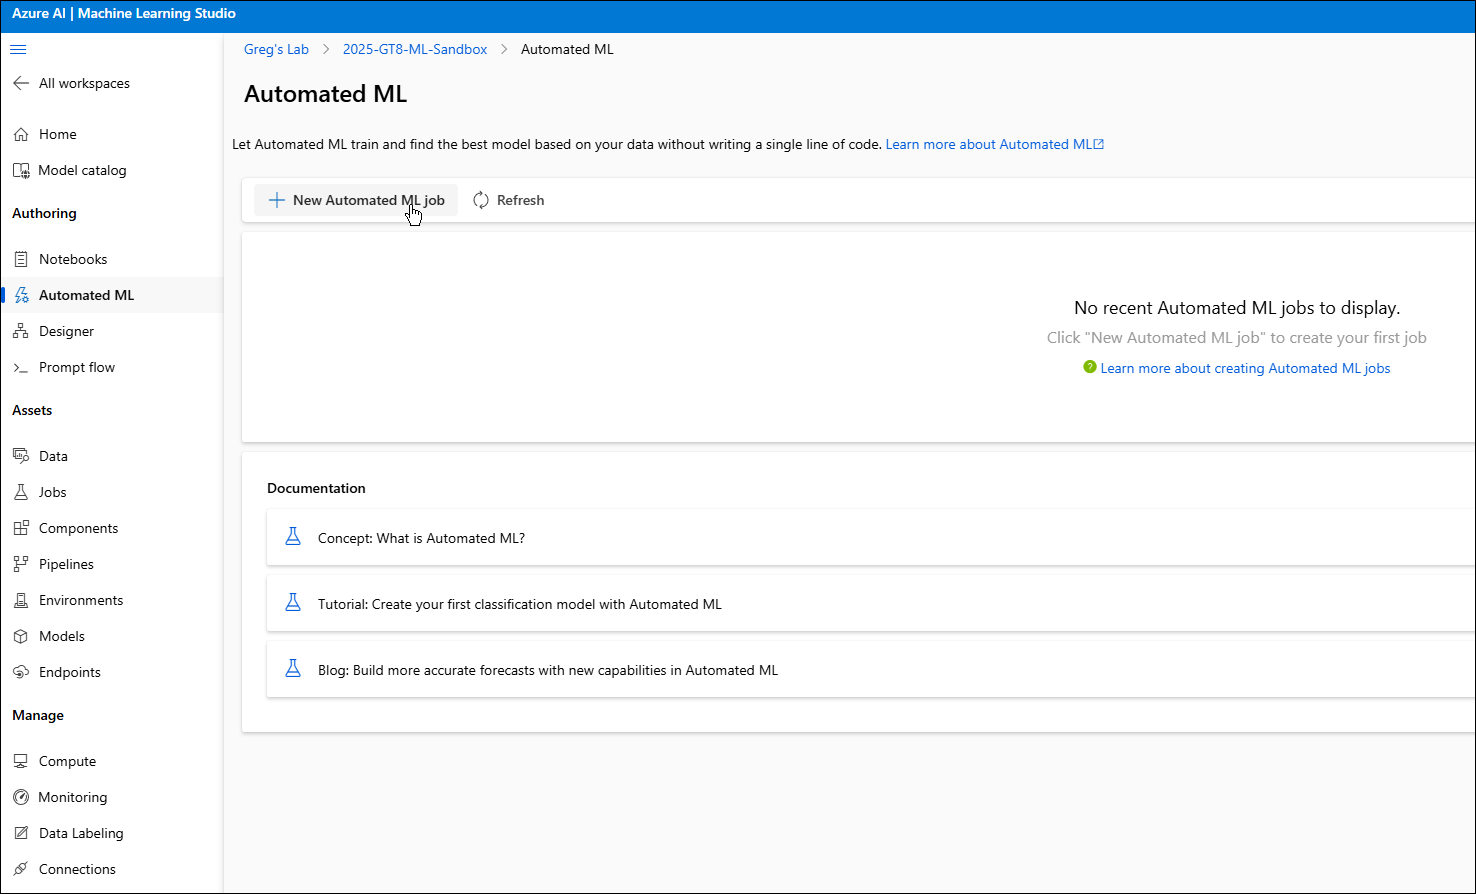 Azure AI | Machine Learning Studio
All workspaces
Home
Model catalog
Authoring
Notebooks
Automated ML
Designer
Prompt flow
Assets
Data
Jobs
Components
Pipelines
Environments
Models
Endpoints
Manage
Compute
Monitoring
Data Labeling
Connections
Greg's Lab > 2025-GT8-ML-Sandbox > Automated ML
Automated ML
Let Automated ML train and find the best model based on your data without writing a single line of code. Learn more about Automated ML
New Automated ML job Refresh
No recent Automated ML jobs to display.
Click "New Automated ML job" to create your first job
? Learn more about creating Automated ML jobs
Documentation
Concept: What is Automated ML?
Tutorial: Create your first classification model with Automated ML
Blog: Build more accurate forecasts with new capabilities in Automated ML